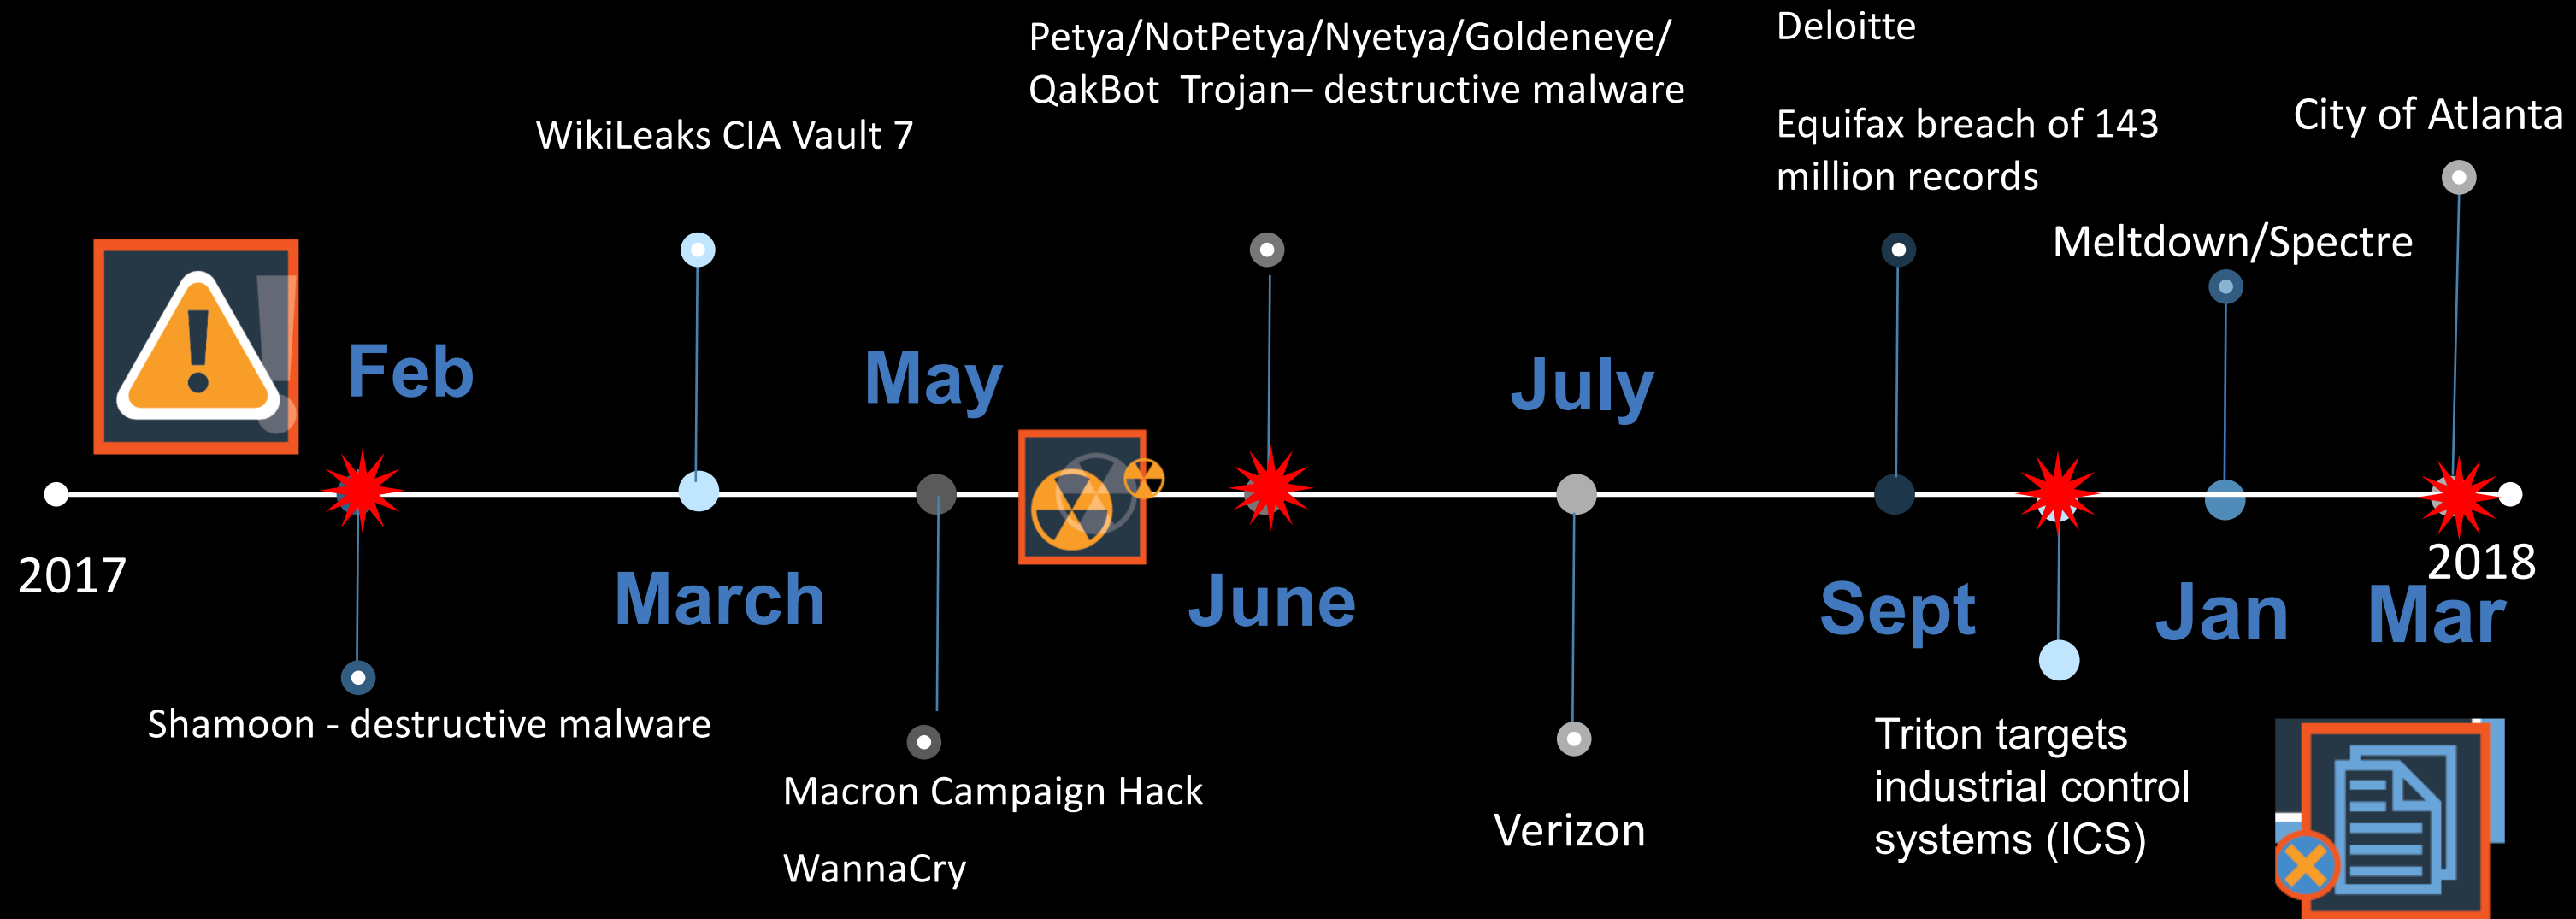 Petya/NotPetya/Nyetya/Goldeneye/
QakBot  Trojan– destructive malware
Deloitte
WikiLeaks CIA Vault 7
Equifax breach of 143
million records
City of Atlanta
Meltdown/Spectre
Feb
May
July
2017
March
June
Sept
Jan
2018
Mar
Shamoon - destructive malware
Macron Campaign Hack
WannaCry
Verizon
Triton targets
industrial control
systems (ICS)